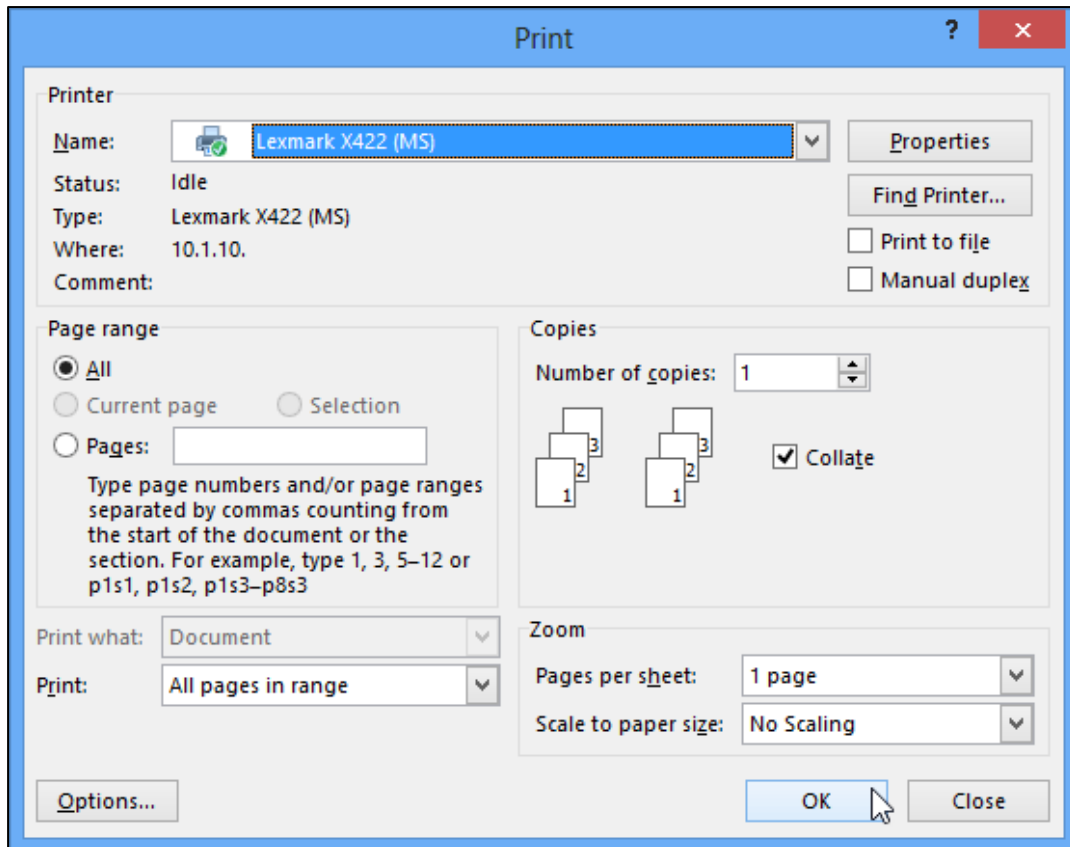 Print
?
Printer
Name: Lexmark X422 (MS)
Properties
Status: Idle
Find Printer...
Type: Lexmark X422 (MS)
Where: 10.1.10.
Print to file
Comment:
Manual duplex
Page range
All
Current page Selection
Pages:
Type page numbers and/or page ranges
separated by commas counting from
the start of the document or the
section. For example, type 1, 3, 5–12 or
p1s1, p1s2, p1s3–p8s3
Copies
Number of copies: 1
3 3
2 2
1 1
Collate
Print what: Document
Print: All pages in range
Zoom
Pages per sheet: 1 page
Scale to paper size: No Scaling
Options...
OK
Close